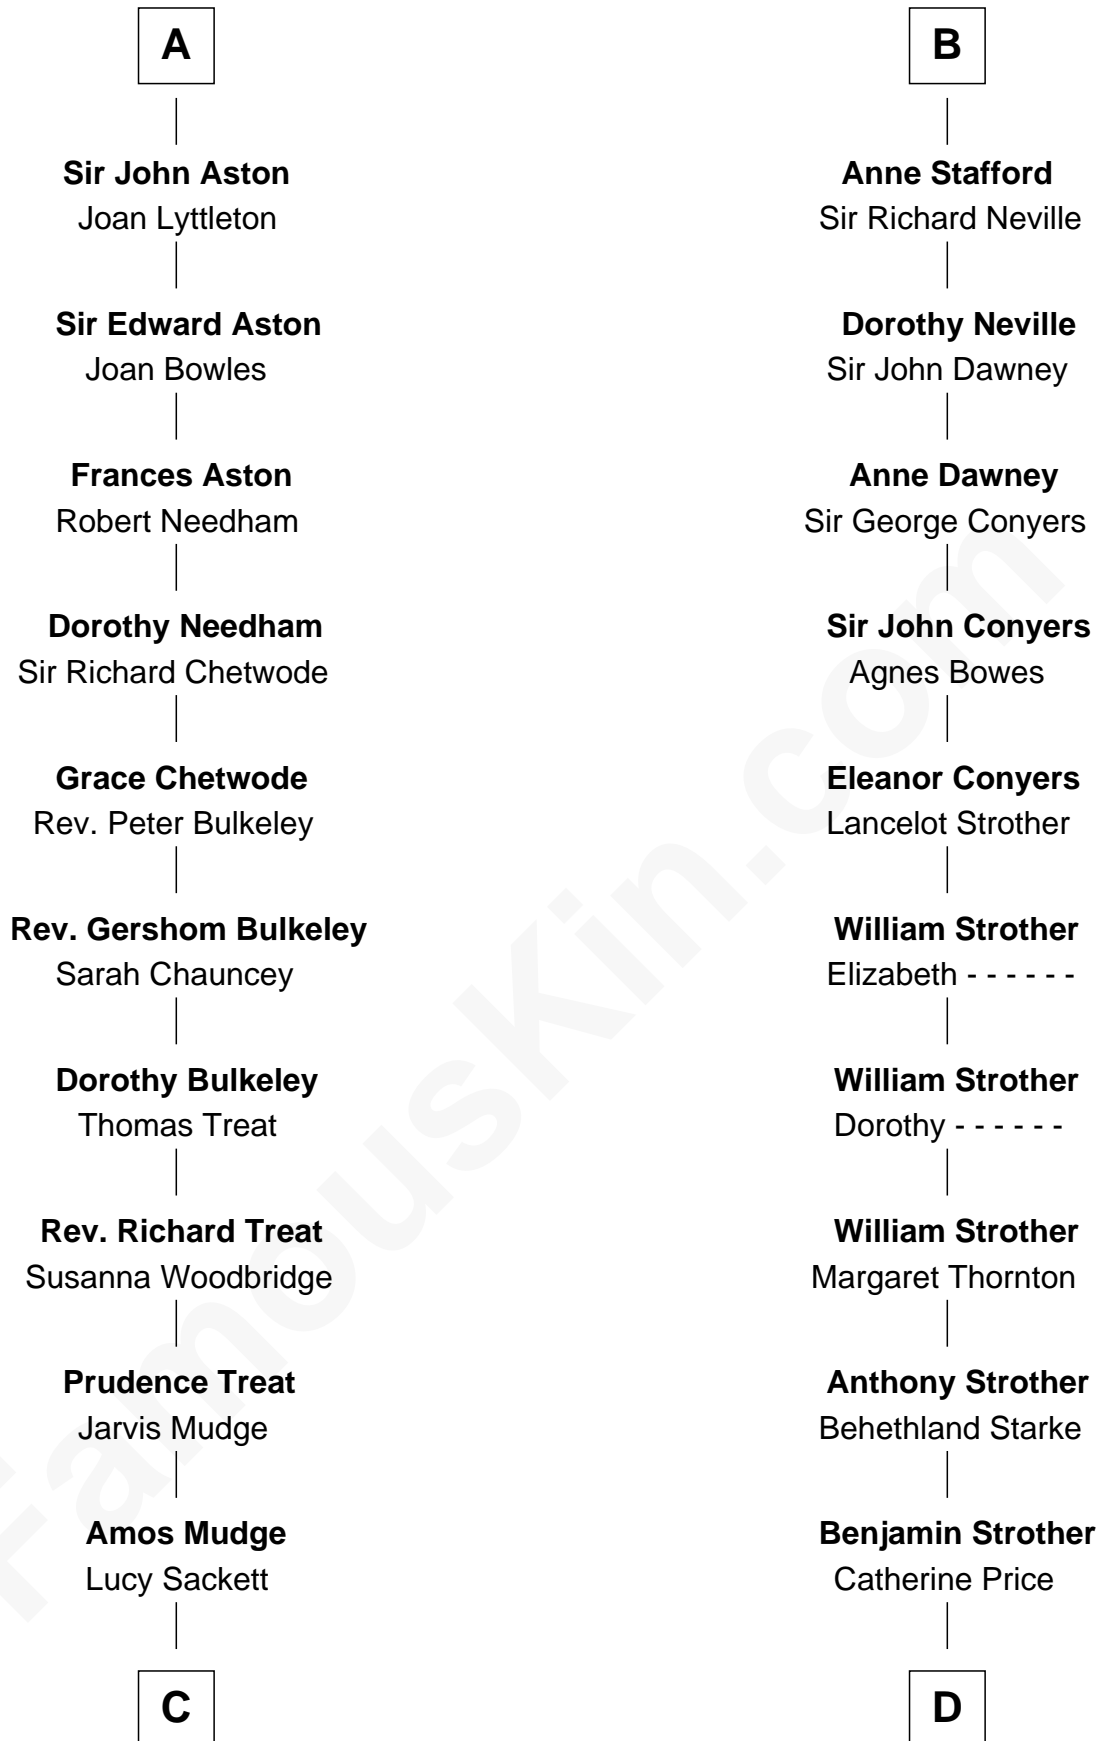 A
Sir John Aston
Joan Lyttleton
Sir Edward Aston
Joan Bowles
Frances Aston
Robert Needham
Dorothy Needham
Sir Richard Chetwode
Grace Chetwode
Rev. Peter Bulkeley
Rev. Gershom Bulkeley
Sarah Chauncey
Dorothy Bulkeley
Thomas Treat
Rev. Richard Treat
Susanna Woodbridge
Prudence Treat
Jarvis Mudge
Amos Mudge
Lucy Sackett
C
B
Anne Stafford
Sir Richard Neville
Dorothy Neville
Sir John Dawney
Anne Dawney
Sir George Conyers
Sir John Conyers
Agnes Bowes
Eleanor Conyers
Lancelot Strother
William Strother
Elizabeth - - - - - -
William Strother
Dorothy - - - - - -
William Strother
Margaret Thornton
Anthony Strother
Behethland Starke
Benjamin Strother
Catherine Price
D
FamousKin.com